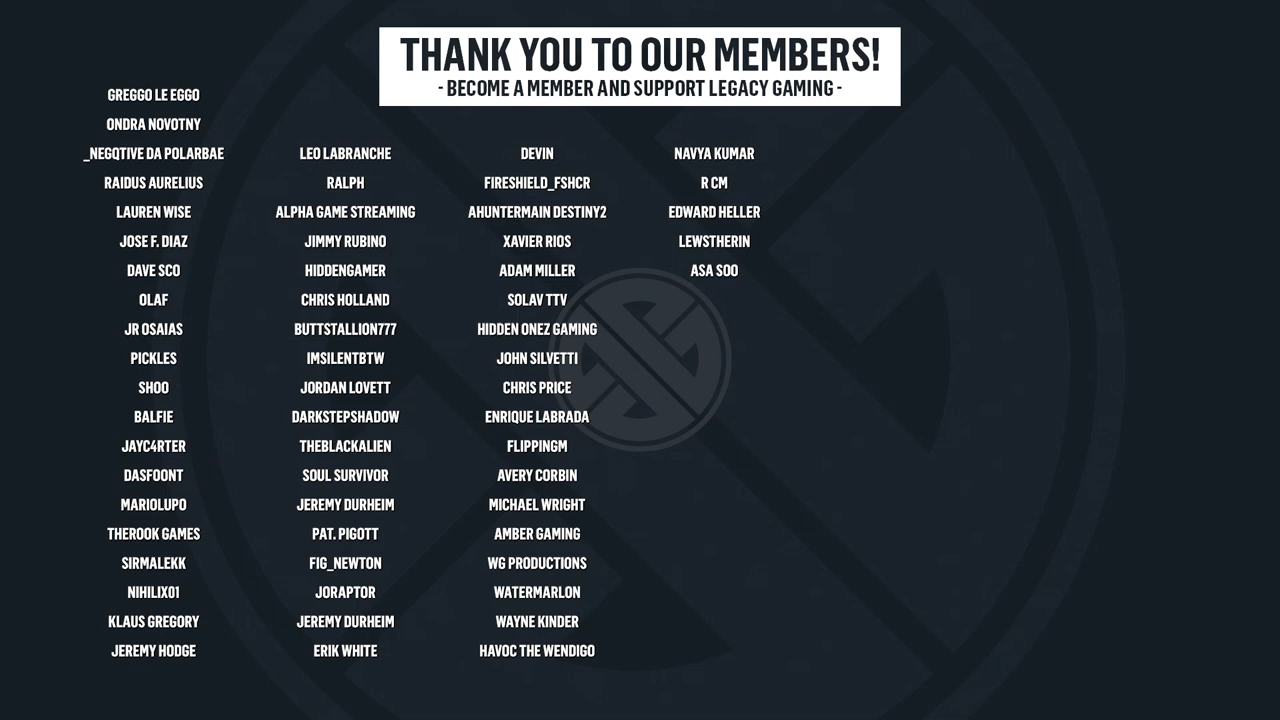 THANK YOU TO OUR MEMBERS!
- BECOME A MEMBER AND SUPPORT LEGACY GAMING -
GREGGO LE EGGO
ONDRA NOVOTNY
_NEGQTIVE DA POLARBAE
RAIDUS AURELIUS
LAUREN WISE
JOSE F. DIAZ
DAVE SCO
OLAF
JR OSAIAS
PICKLES
SHOO
BALFIE
JAYC4RTER
DASFOONT
MARIOLUPO
THEROOK GAMES
SIRMALEKK
NIHILIX01
KLAUS GREGORY
JEREMY HODGE
LEO LABRANCHE
RALPH
ALPHA GAME STREAMING
JIMMY RUBINO
HIDDENGAMER
CHRIS HOLLAND
BUTTSTALLION777
IMSILENTBTW
JORDAN LOVETT
DARKSTEPSHADOW
THEBLACKALIEN
SOUL SURVIVOR
JEREMY DURHEIM
PAT. PIGOTT
FIG_NEWTON
JORAPTOR
JEREMY DURHEIM
ERIK WHITE
DEVIN
FIRESHIELD_FSHCR
AHUNTERMAIN DESTINY2
XAVIER RIOS
ADAM MILLER
SOLAV TTV
HIDDEN ONEZ GAMING
JOHN SILVETTI
CHRIS PRICE
ENRIQUE LABRADA
FLIPPINGM
AVERY CORBIN
MICHAEL WRIGHT
AMBER GAMING
WG PRODUCTIONS
WATERMARLON
WAYNE KINDER
HAVOC THE WENDIGO
NAVYA KUMAR
R CM
EDWARD HELLER
LEWSTHERIN
ASA SOO